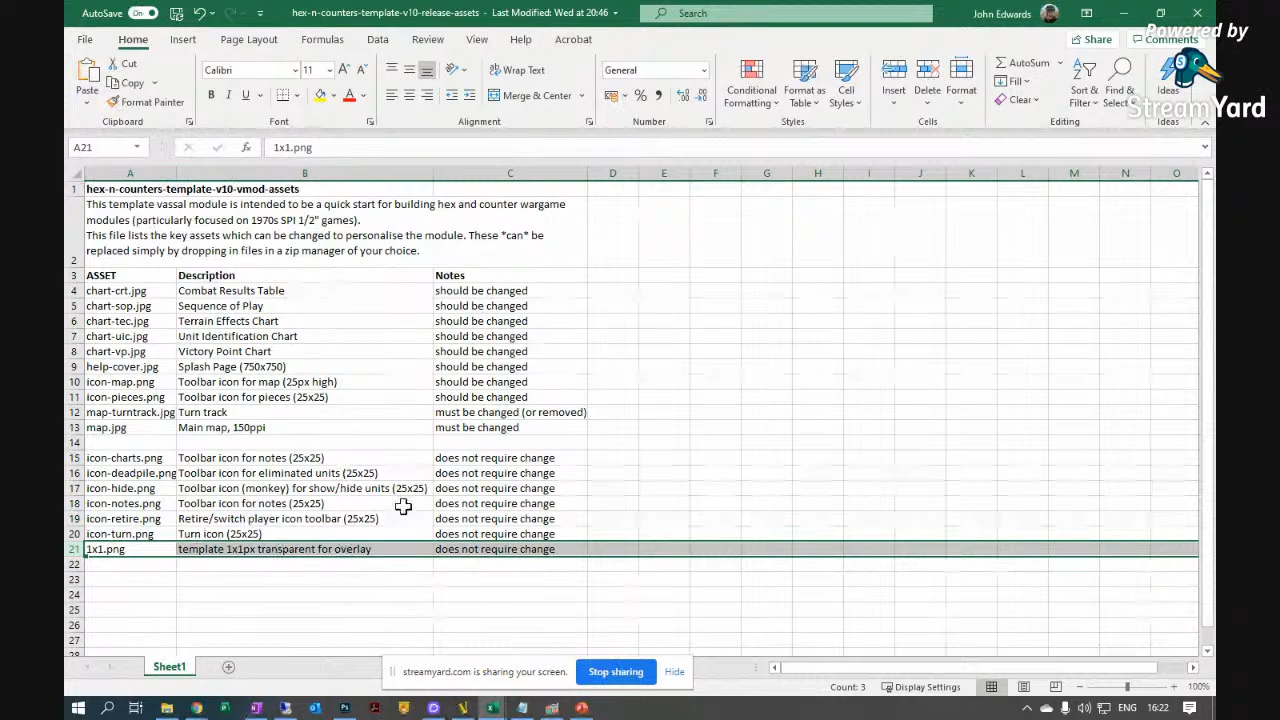 AutoSave On
hex-n-counters-template-v10-release-assets - Last Modified: Wed at 20:46
Search
John Edwards
Powered by
StreamYard
File Home Insert Page Layout Formulas Data Review View Help Acrobat
Share Comments
Paste
Cut
Copy
Format Painter
Clipboard
Calibri 11
B I U
Font
Wrap Text
Merge & Center
Alignment
General
Number
Conditional Formatting
Format as Table
Cell Styles
Styles
Insert Delete Format
Cells
AutoSum
Fill
Clear
Sort & Filter
Find & Select
Editing
Ideas
Ideas
A21
fx
1x1.png
A B C D E F G H I J K L M N O
1 hex-n-counters-template-v10-vmod-assets
This template vassal module is intended to be a quick start for building hex and counter wargame
modules (particularly focused on 1970s SPI 1/2" games).
This file lists the key assets which can be changed to personalise the module. These *can* be
2 replaced simply by dropping in files in a zip manager of your choice.
3 ASSET Description Notes
4 chart-crt.jpg Combat Results Table should be changed
5 chart-sop.jpg Sequence of Play should be changed
6 chart-tec.jpg Terrain Effects Chart should be changed
7 chart-uic.jpg Unit Identification Chart should be changed
8 chart-vp.jpg Victory Point Chart should be changed
9 help-cover.jpg Splash Page (750x750) should be changed
10 icon-map.png Toolbar icon for map (25px high) should be changed
11 icon-pieces.png Toolbar icon for pieces (25x25) should be changed
12 map-turntrack.jpg Turn track must be changed (or removed)
13 map.jpg Main map, 150ppi must be changed
14
15 icon-charts.png Toolbar icon for notes (25x25) does not require change
16 icon-deadpile.png Toolbar icon for eliminated units (25x25) does not require change
17 icon-hide.png Toolbar icon (monkey) for show/hide units (25x25) does not require change
18 icon-notes.png Toolbar icon for notes (25x25) does not require change
19 icon-retire.png Retire/switch player icon toolbar (25x25) does not require change
20 icon-turn.png Turn icon (25x25) does not require change
21 1x1.png template 1x1px transparent for overlay does not require change
22
23
24
25
26
27
Sheet1
streamyard.com is sharing your screen.
Stop sharing
Hide
Count: 3
Display Settings
100%
ENG
16:22